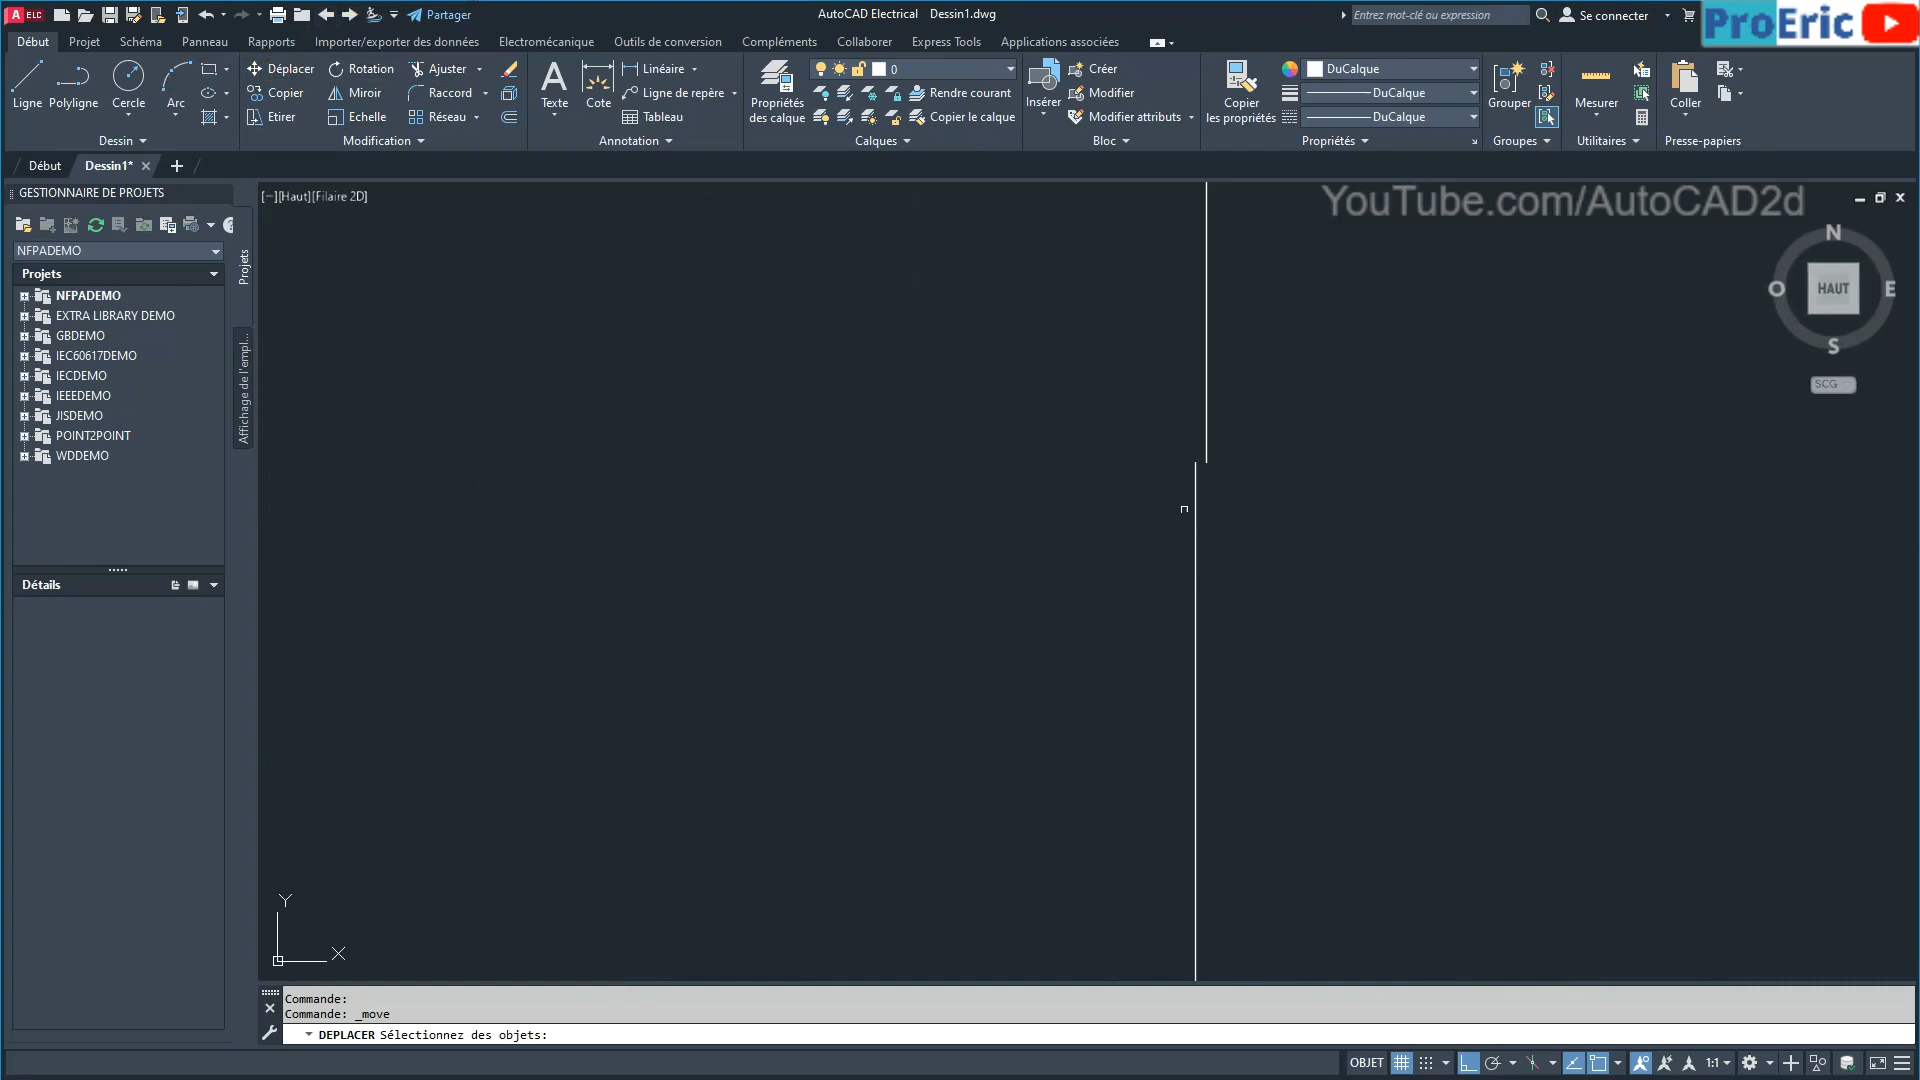 A ELC Partager AutoCAD Electrical Dessin1.dwg Entrez mot-clé ou expression Se connecter ProEric
Début Projet Schéma Panneau Rapports Importer/exporter des données Electromécanique Outils de conversion Compléments Collaborer Express Tools Applications associées
Déplacer Rotation Ajuster Linéaire 0 Créer DuCalque
Ligne Polyligne Cercle Arc Copier Miroir Raccord Texte Cote Ligne de repère Propriétés de calque Rendre courant Insérer Modifier Copier les propriétés DuCalque Grouper Mesurer Coller
Etirer Echelle Réseau Tableau Copier le calque Modifier attributs DuCalque
Dessin Modification Annotation Calques Bloc Propriétés Groupes Utilitaires Presse-papiers
Début Dessin1* +
GESTIONNAIRE DE PROJETS
[−][Haut][Filaire 2D]
YouTube.com/AutoCAD2d
NFPADEMO
Projets
Projets
NFPADEMO
EXTRA LIBRARY DEMO
GBDEMO
IEC60617DEMO
IECDEMO
IEEEDEMO
JISDEMO
POINT2POINT
WDDEMO
Affichage de l'empl...
N
O HAUT E
S
SCG
Détails
Y
X
Commande:
Commande: _move
DEPLACER Sélectionnez des objets:
OBJET 1:1